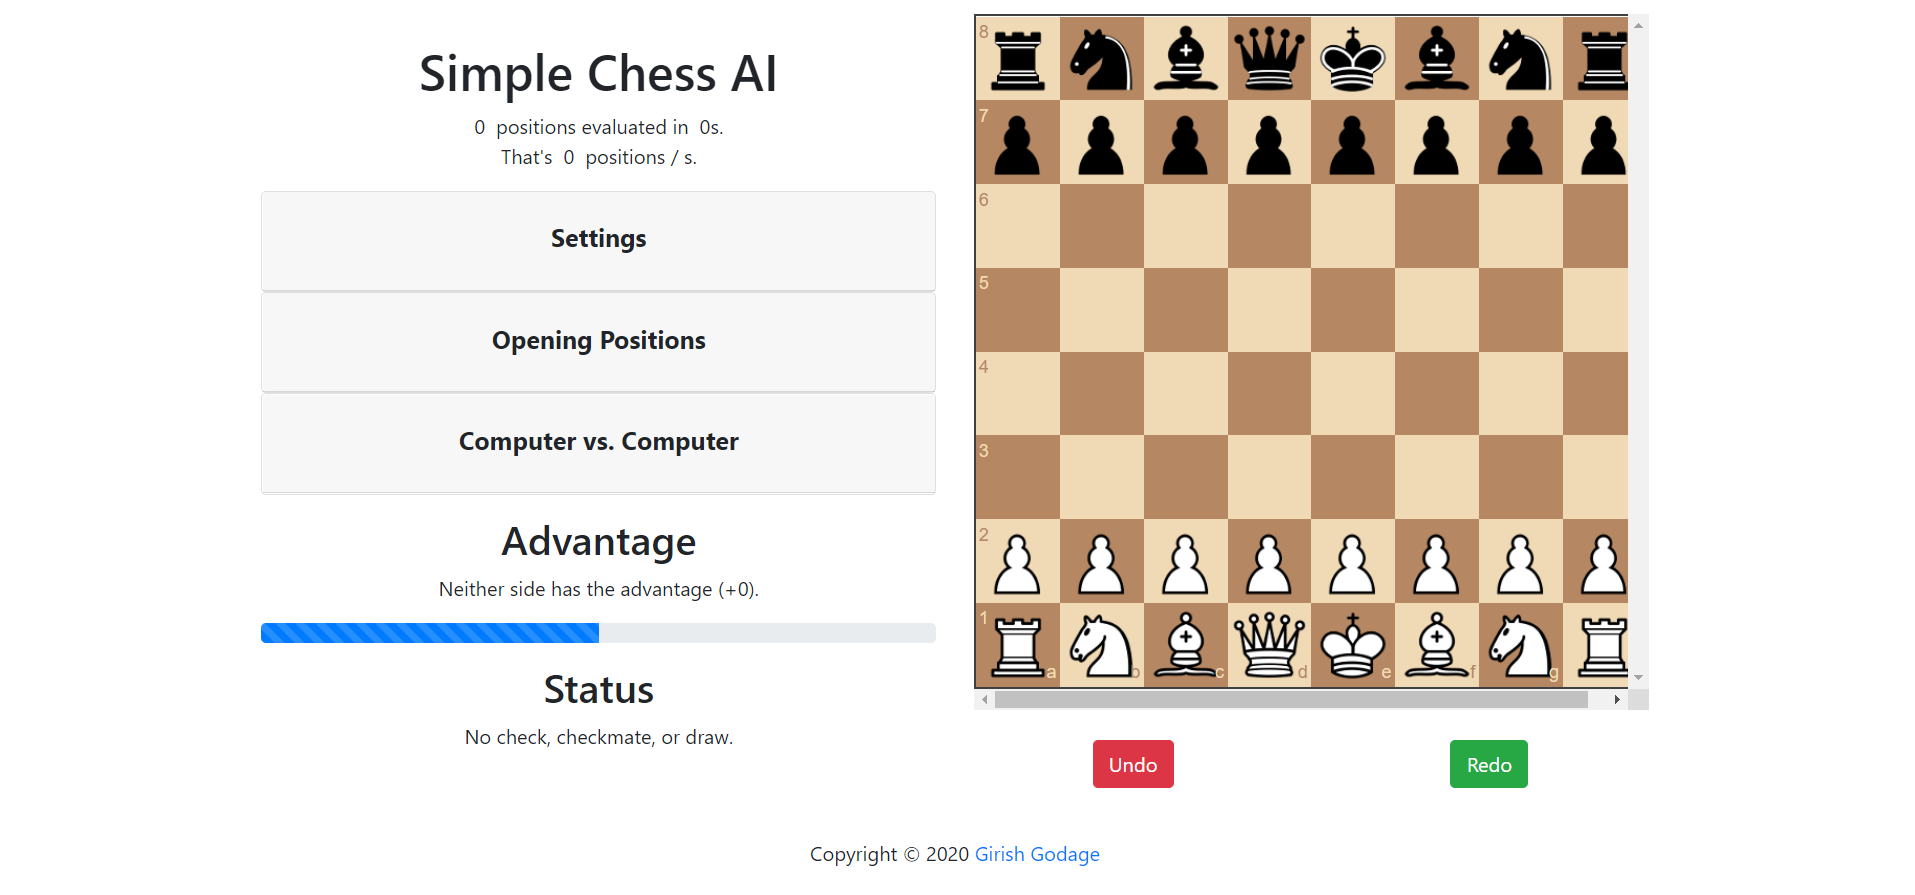 Simple Chess AI
0 positions evaluated in 0s.
That's 0 positions / s.
Settings
Opening Positions
Computer vs. Computer
Advantage
Neither side has the advantage (+0).
Status
No check, checkmate, or draw.
8
7
6
5
4
3
2
1
a b c d e f g
Undo Redo
Copyright © 2020 Girish Godage